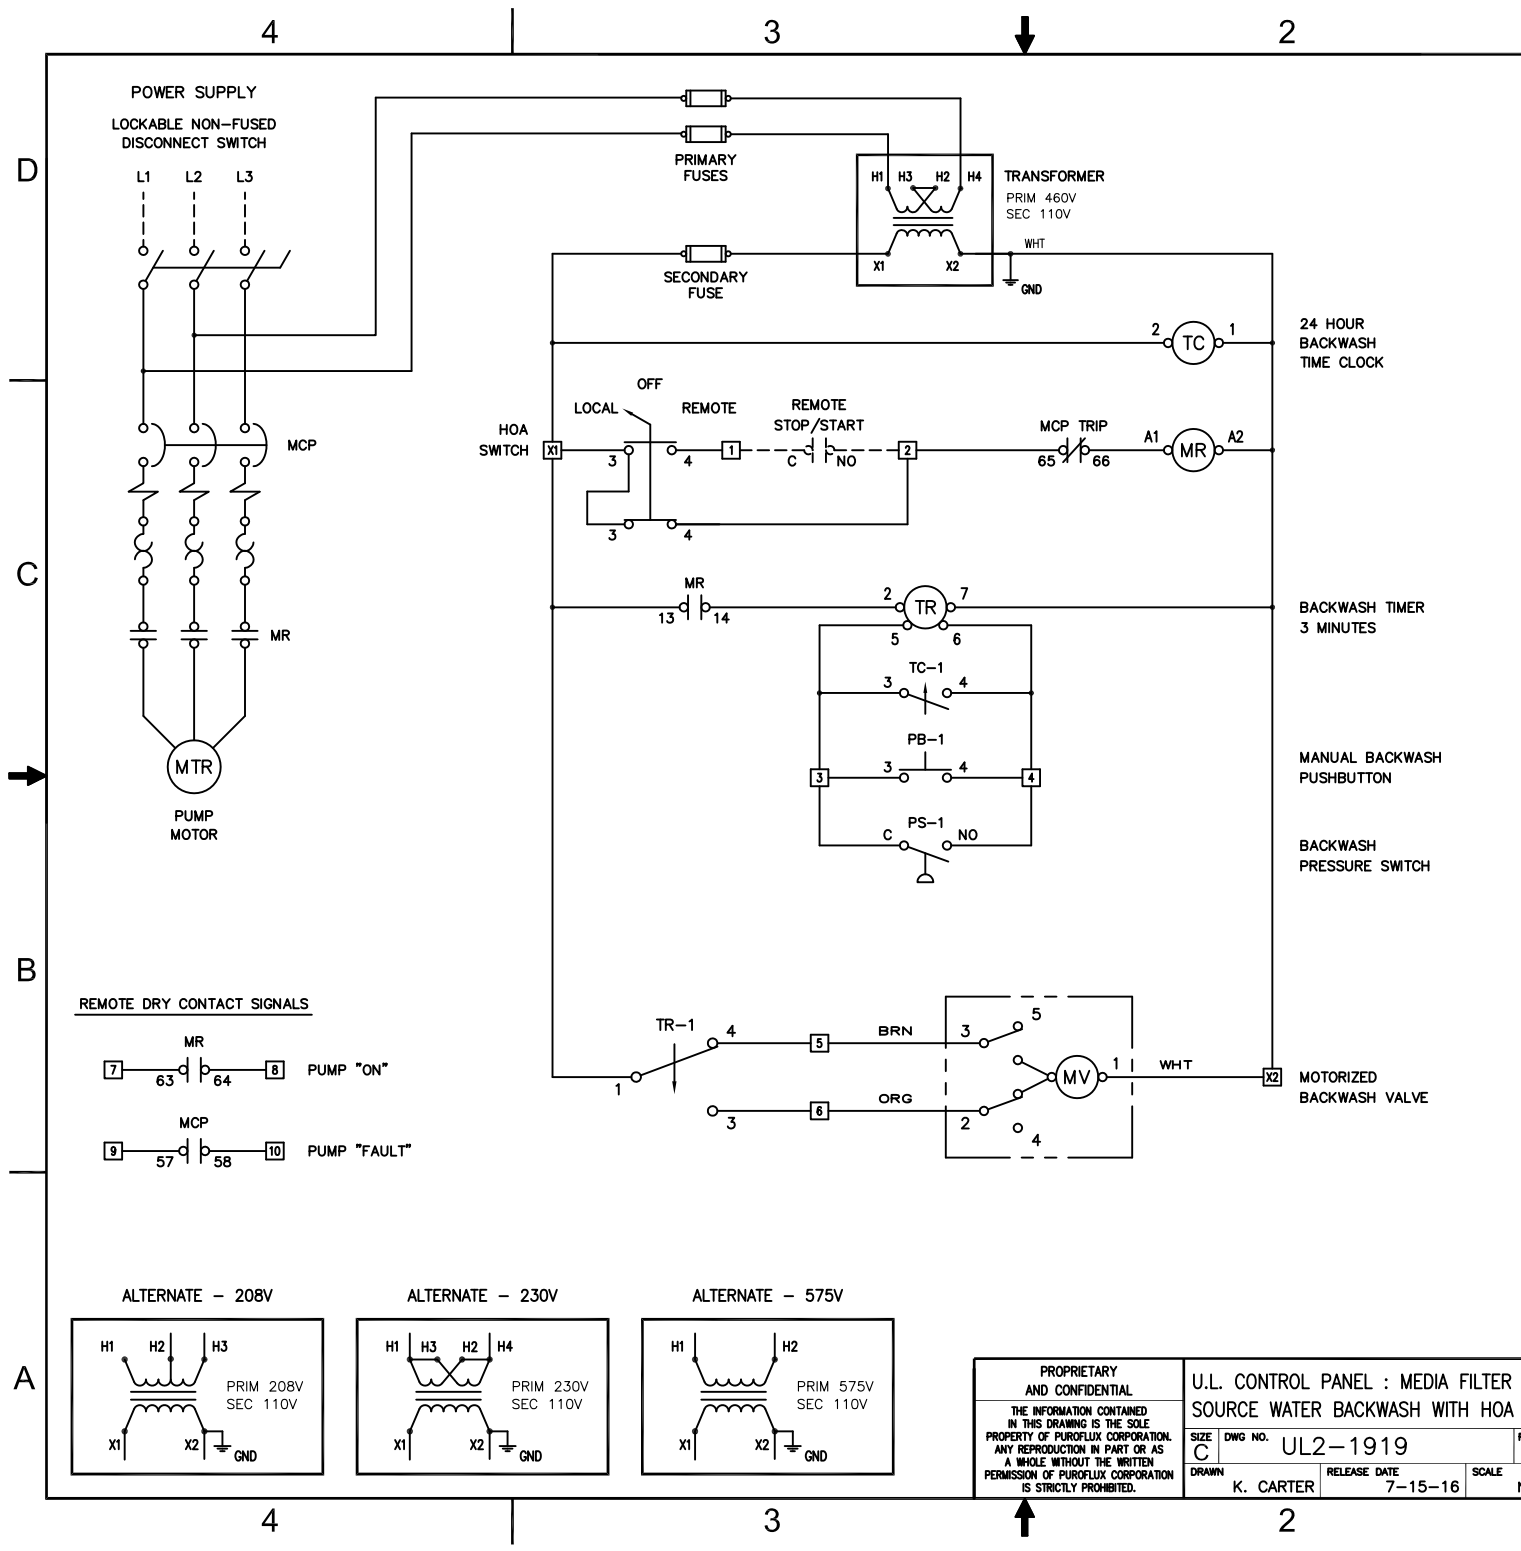 4 3 2
POWER SUPPLY
LOCKABLE NON-FUSED
DISCONNECT SWITCH
L1 L2 L3
D
PRIMARY
FUSES
H1 H3 H2 H4
TRANSFORMER
PRIM 460V
SEC 110V
WHT
X1 X2
GND
SECONDARY
FUSE
2 TC 1
24 HOUR
BACKWASH
TIME CLOCK
OFF
LOCAL REMOTE
REMOTE
STOP/START
HOA
SWITCH
X1
3 4
1
C NO
2
MCP TRIP
65 66
A1 MR A2
3 4
MCP
C
MR
13 14
2 TR 7
5 6
BACKWASH TIMER
3 MINUTES
MR
TC-1
3 4
PB-1
3 4
3 4
MANUAL BACKWASH
PUSHBUTTON
MTR
PUMP
MOTOR
PS-1
C NO
BACKWASH
PRESSURE SWITCH
B
REMOTE DRY CONTACT SIGNALS
MR
7 63 64 8 PUMP "ON"
MCP
9 57 58 10 PUMP "FAULT"
TR-1
1 4 3
5 BRN 3 5
MV 1 WHT X2
6 ORG 2 4
MOTORIZED
BACKWASH VALVE
ALTERNATE - 208V
H1 H2 H3
PRIM 208V
SEC 110V
X1 X2 GND
ALTERNATE - 230V
H1 H3 H2 H4
PRIM 230V
SEC 110V
X1 X2 GND
ALTERNATE - 575V
H1 H2
PRIM 575V
SEC 110V
X1 X2 GND
A
PROPRIETARY
AND CONFIDENTIAL
THE INFORMATION CONTAINED
IN THIS DRAWING IS THE SOLE
PROPERTY OF PUROFLUX CORPORATION.
ANY REPRODUCTION IN PART OR AS
A WHOLE WITHOUT THE WRITTEN
PERMISSION OF PUROFLUX CORPORATION
IS STRICTLY PROHIBITED.
U.L. CONTROL PANEL : MEDIA FILTER
SOURCE WATER BACKWASH WITH HOA
SIZE C DWG NO. UL2-1919
DRAWN K. CARTER RELEASE DATE 7-15-16 SCALE
4 3 2